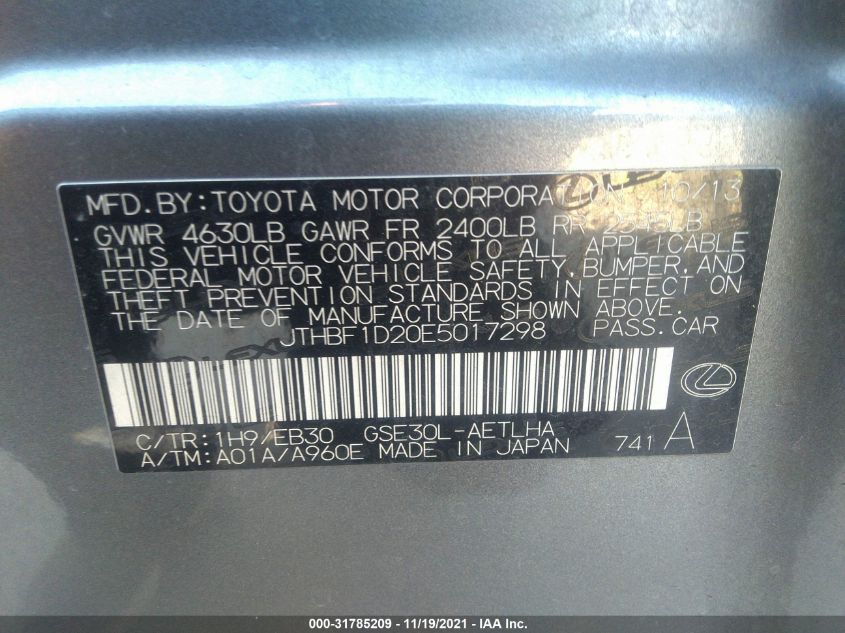 MFD.BY:TOYOTA MOTOR CORPORATION 10/13
GVWR 4630LB GAWR FR 2400LB RR 2545LB
THIS VEHICLE CONFORMS TO ALL APPLICABLE
FEDERAL MOTOR VEHICLE SAFETY,BUMPER,AND
THEFT PREVENTION STANDARDS IN EFFECT ON
THE DATE OF MANUFACTURE SHOWN ABOVE.
JTHBF1D20E5017298 PASS.CAR
C/TR:1H9/EB30 GSE30L-AETLHA
A/TM:A01A/A960E MADE IN JAPAN 741 A
000-31785209 - 11/19/2021 - IAA Inc.